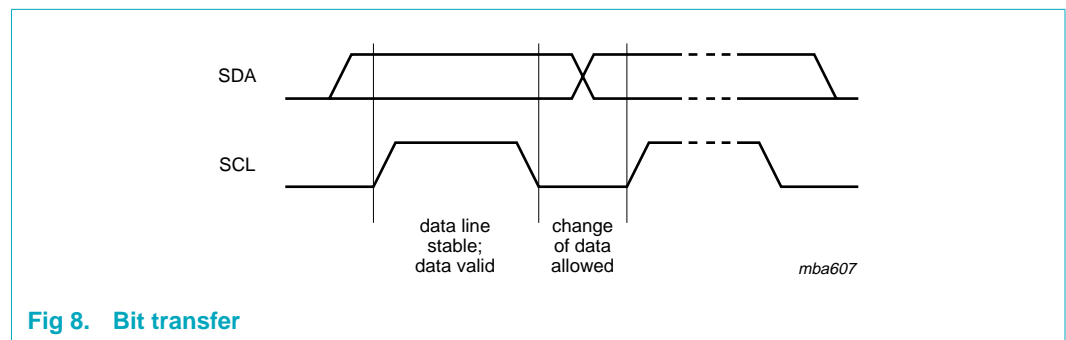 SDA
SCL
data line
stable;
data valid
change
of data
allowed
mba607
Fig 8. Bit transfer